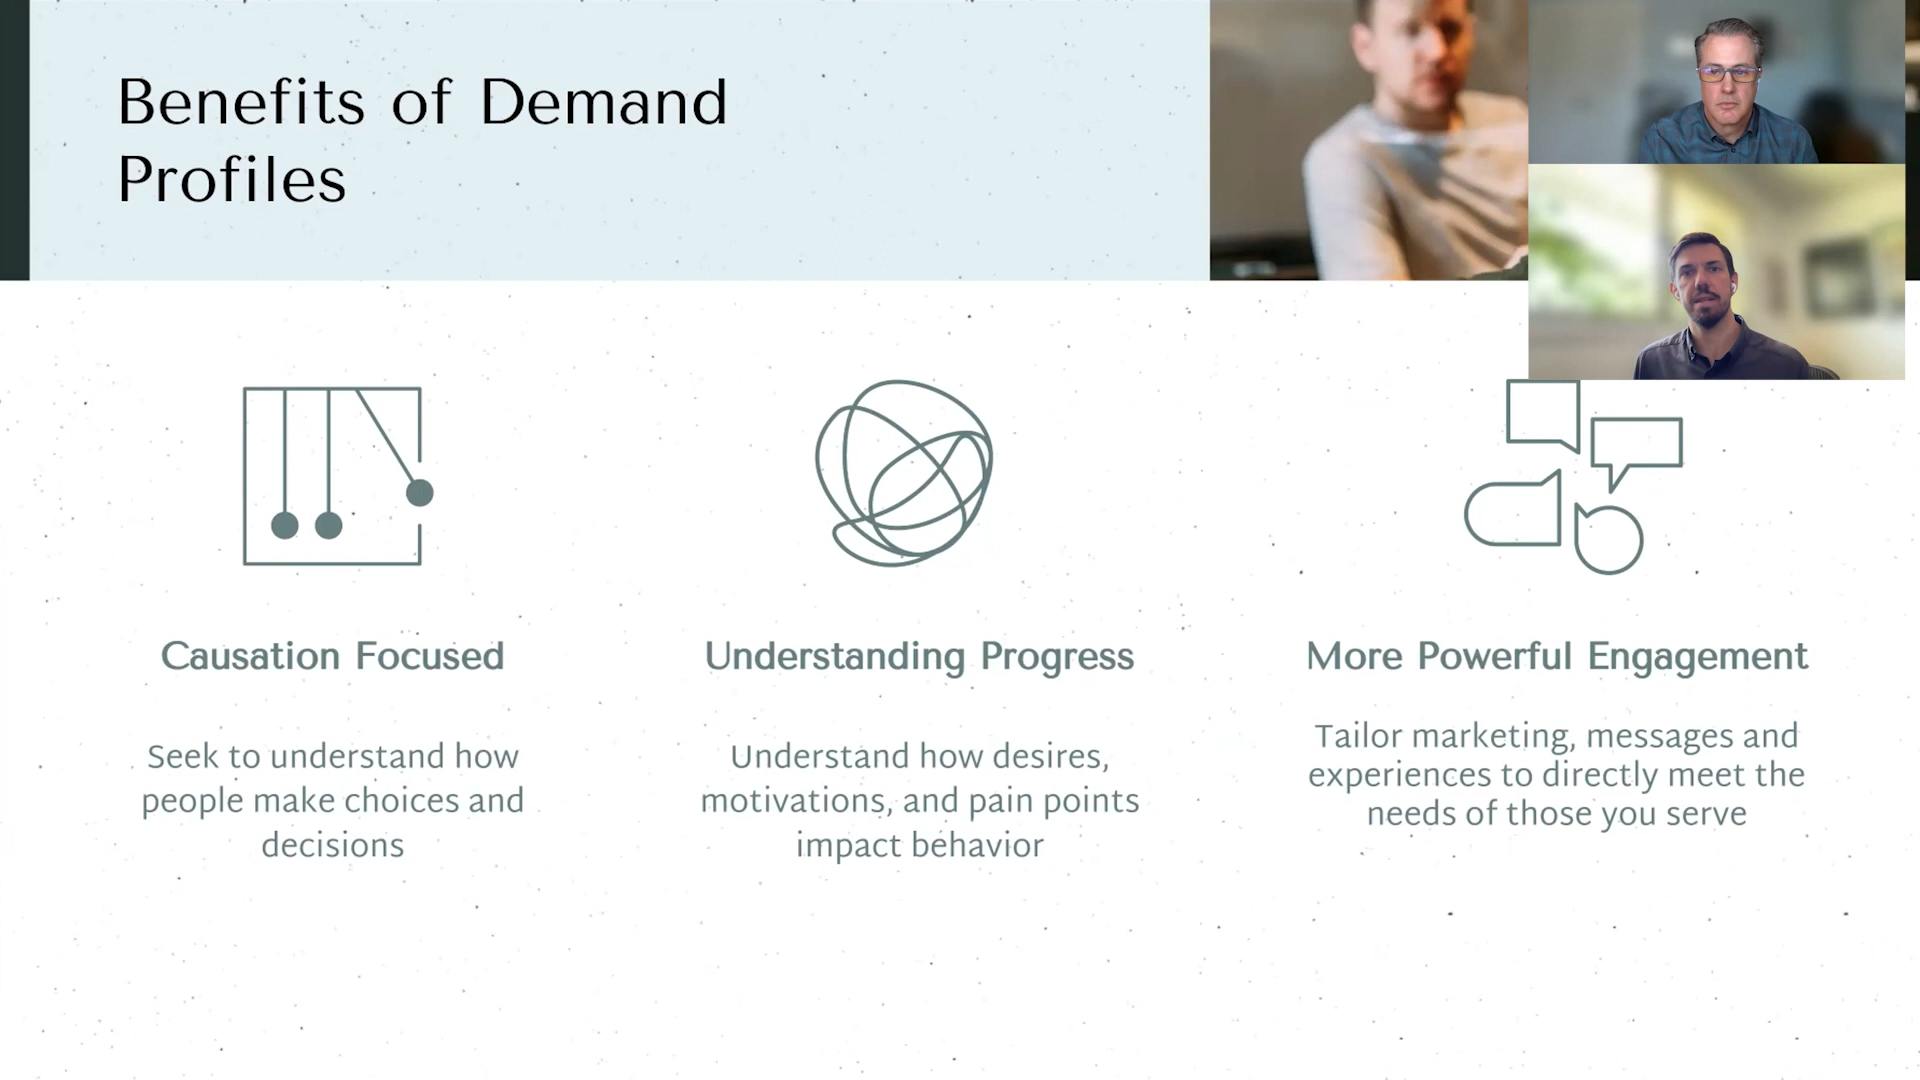 Benefits of Demand
Profiles
Causation Focused
Seek to understand how
people make choices and
decisions
Understanding Progress
Understand how desires,
motivations, and pain points
impact behavior
More Powerful Engagement
Tailor marketing, messages and
experiences to directly meet the
needs of those you serve